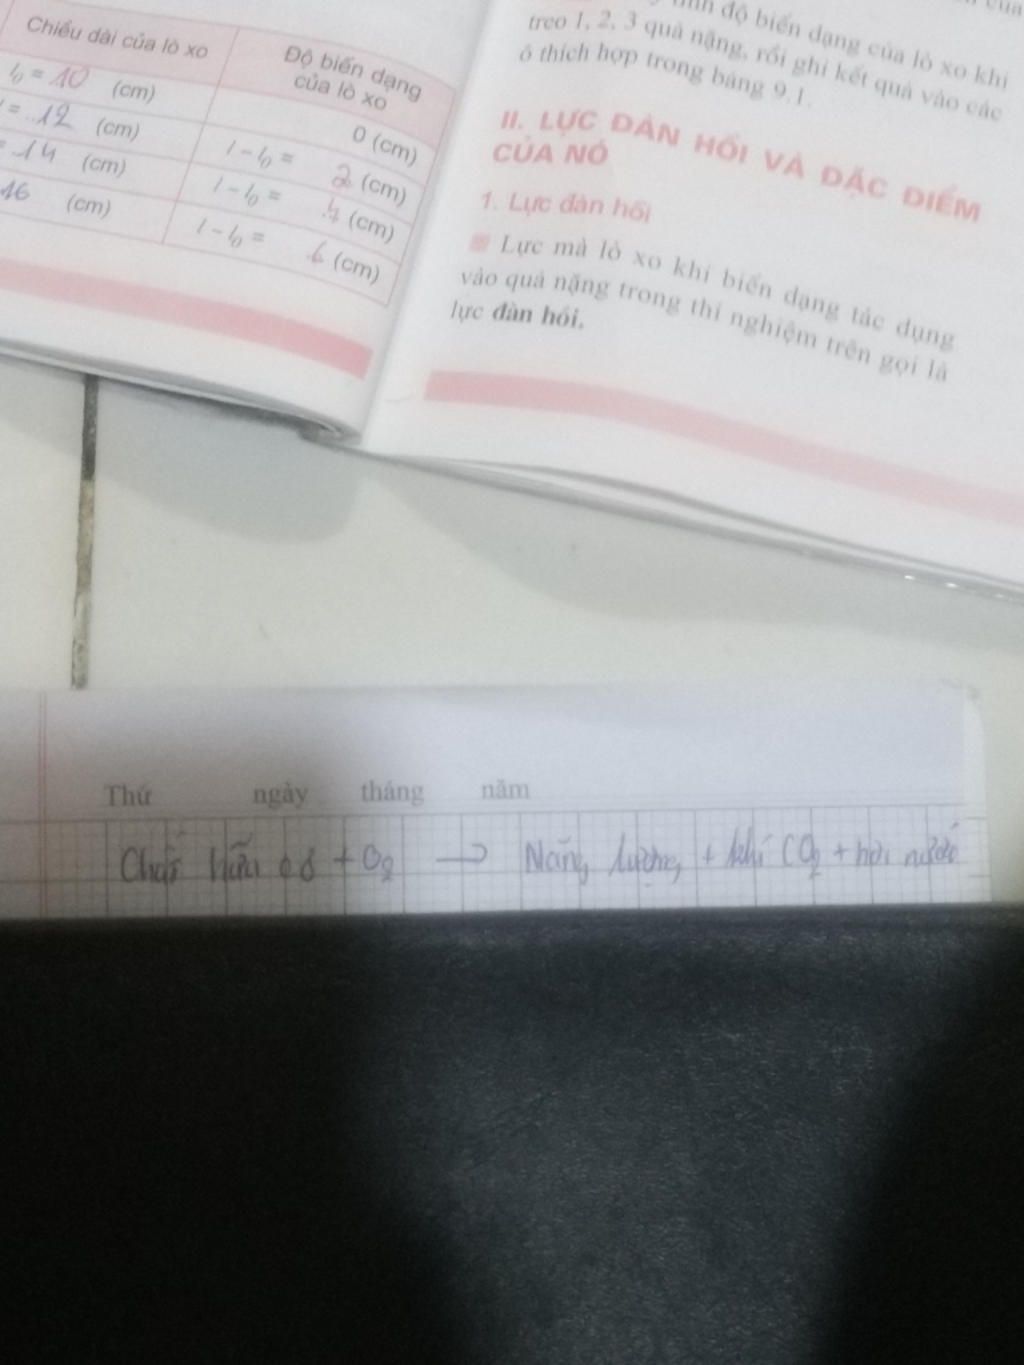 Chiều dài của lò xo
Độ biến dạng
của lò xo
l₀ = 10 (cm)
0 (cm)
= 12 (cm)
l – l₀ = 2 (cm)
= 14 (cm)
l – l₀ = 4 (cm)
16 (cm)
l – l₀ = 6 (cm)
của
độ biến dạng của lò xo khi
treo 1, 2, 3 quả nặng, rồi ghi kết quả vào các
ô thích hợp trong bảng 9.1.
II. LỰC ĐÀN HỒI VÀ ĐẶC ĐIỂM
CỦA NÓ
1. Lực đàn hồi
Lực mà lò xo khi biến dạng tác dụng
vào quả nặng trong thí nghiệm trên gọi là
lực đàn hồi.
Thứ ngày tháng năm
Chất hữu cơ + O₂ → Năng lượng + khí CO₂ + hơi nước